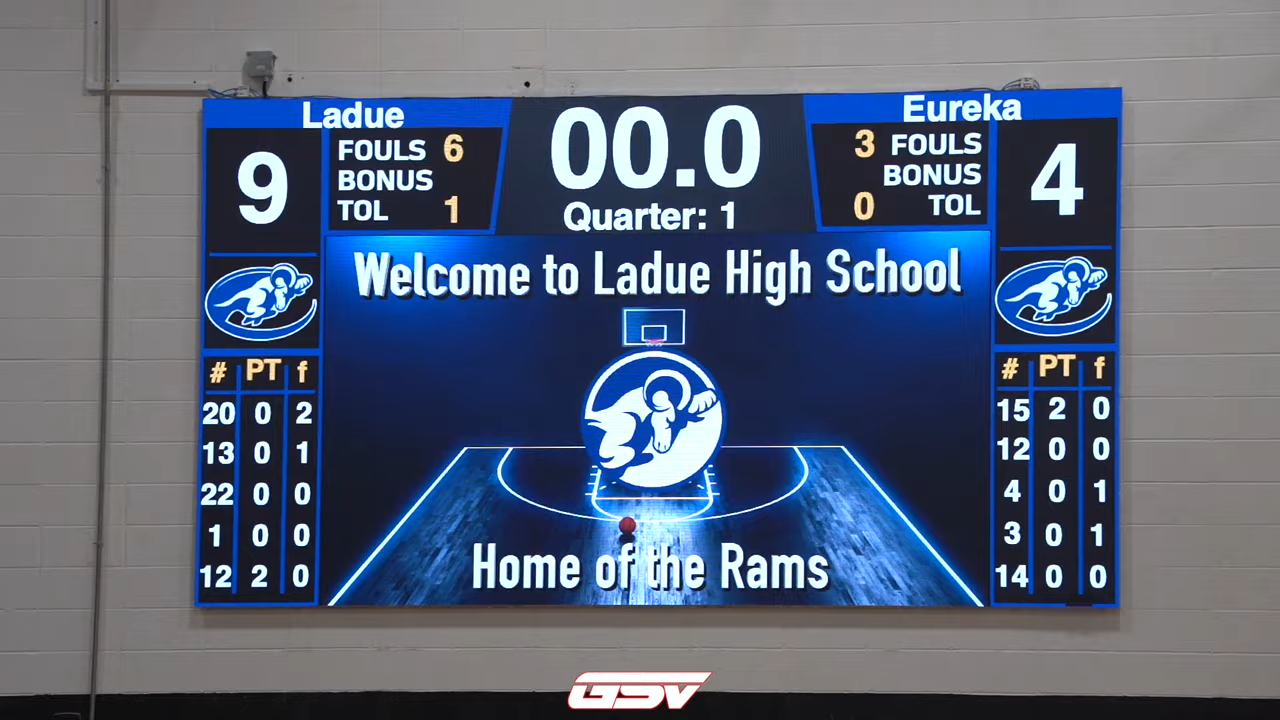 Ladue
9
FOULS 6
BONUS
TOL 1
00.0
Quarter: 1
Eureka
3 FOULS
BONUS
0 TOL
4
Welcome to Ladue High School
Home of the Rams
# PT f
20 0 2
13 0 1
22 0 0
1 0 0
12 2 0
# PT f
15 2 0
12 0 0
4 0 1
3 0 1
14 0 0
GSV